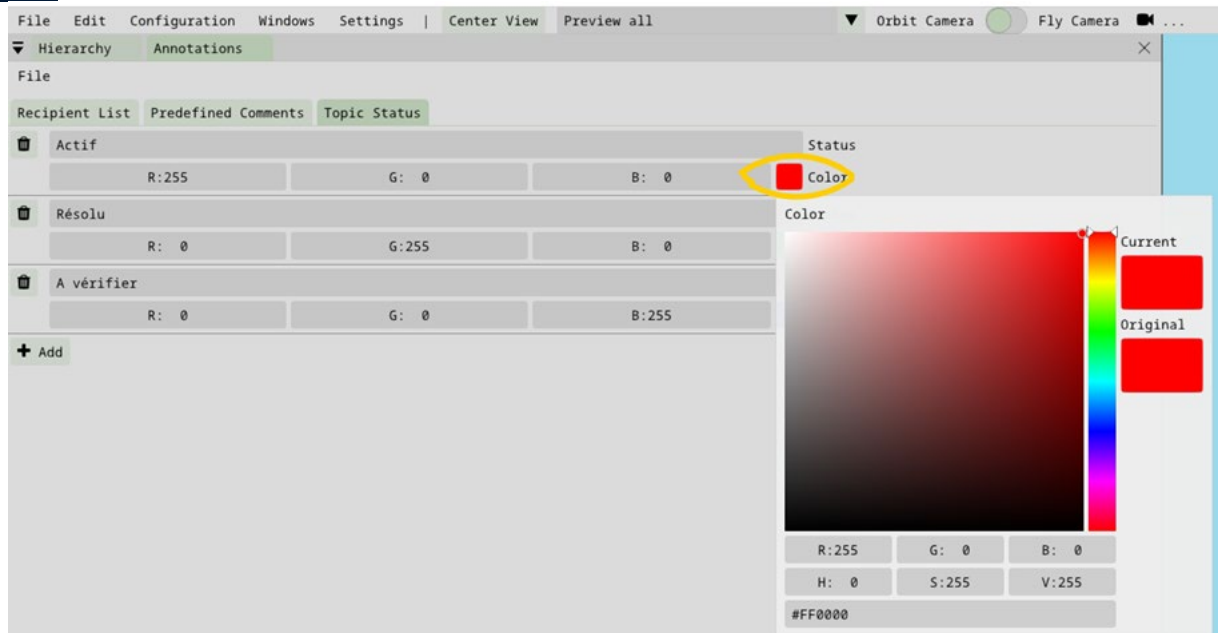 File Edit Configuration Windows Settings | Center View Preview all Orbit Camera Fly Camera ...
Hierarchy Annotations
File
Recipient List Predefined Comments Topic Status
Actif Status
R:255 G: 0 B: 0 Color
Résolu
R: 0 G:255 B: 0
A vérifier
R: 0 G: 0 B:255
Add
Color
Current
Original
R:255 G: 0 B: 0
H: 0 S:255 V:255
#FF0000